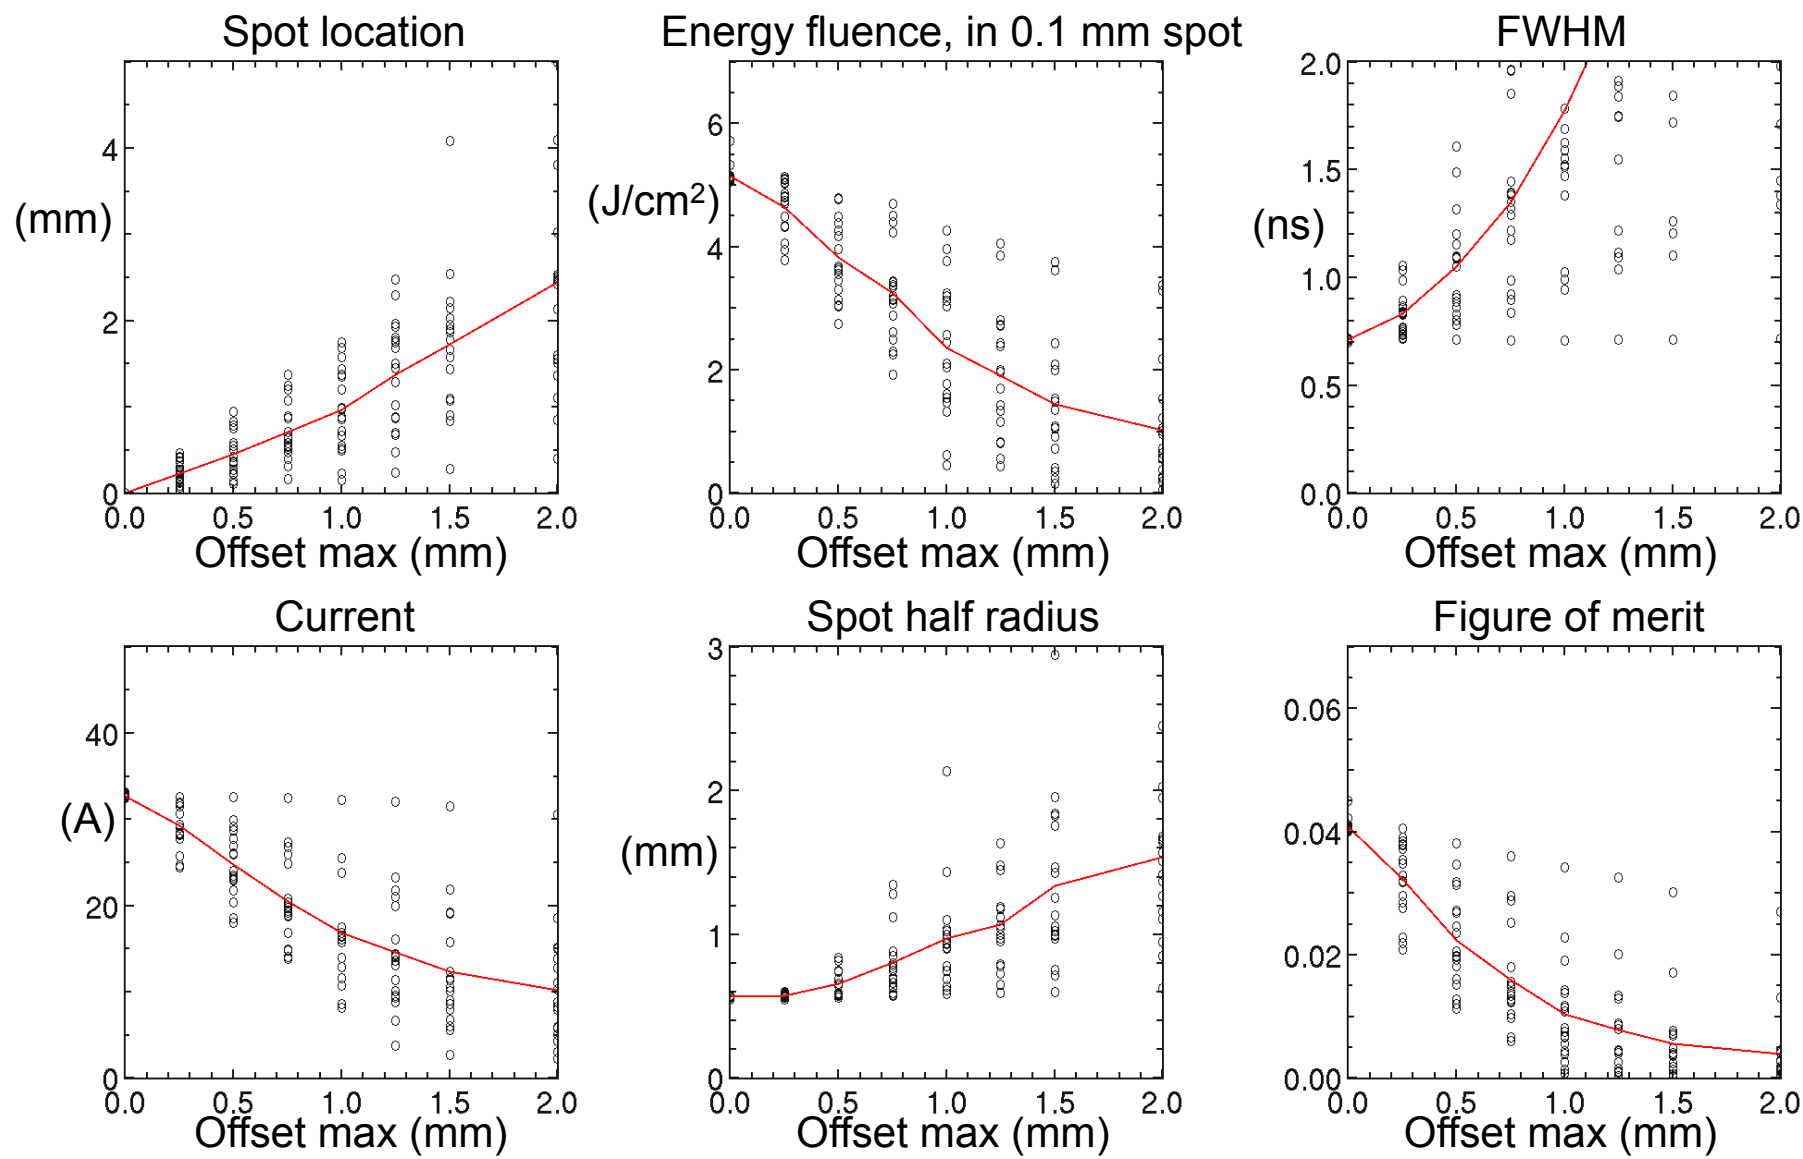 Spot location
4
(mm)
2
0
0.0 0.5 1.0 1.5 2.0
Offset max (mm)
Energy fluence, in 0.1 mm spot
6
(J/cm²)
4
2
0
0.0 0.5 1.0 1.5 2.0
Offset max (mm)
FWHM
2.0
1.5
(ns)
1.0
0.5
0.0
0.0 0.5 1.0 1.5 2.0
Offset max (mm)
Current
40
(A)
20
0
0.0 0.5 1.0 1.5 2.0
Offset max (mm)
Spot half radius
3
2
(mm)
1
0
0.0 0.5 1.0 1.5 2.0
Offset max (mm)
Figure of merit
0.06
0.04
0.02
0.00
0.0 0.5 1.0 1.5 2.0
Offset max (mm)